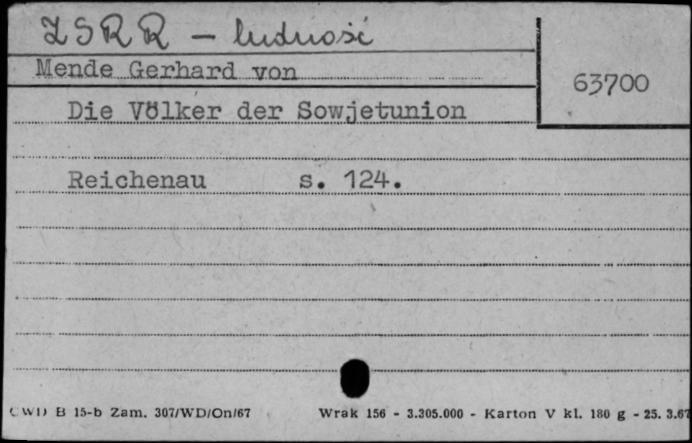 ZSRR — ludność
Mende Gerhard von
63700
Die Völker der Sowjetunion
Reichenau s. 124.
CWD B 15-b Zam. 307/WD/On/67 Wrak 156 - 3.305.000 - Karton V kl. 180 g - 25. 3.67